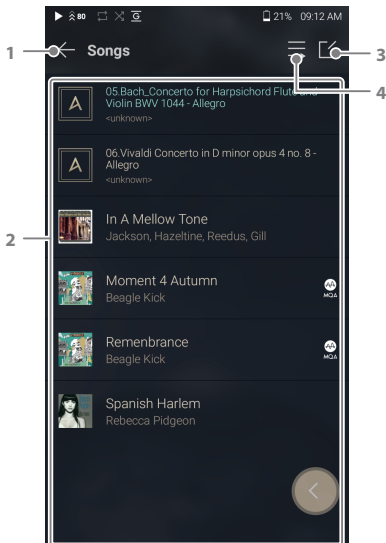 80 G 21% 09:12 AM
1 Songs 3
4
05.Bach_Concerto for Harpsichord Flute and
Violin BWV 1044 - Allegro
<unknown>
06.Vivaldi Concerto in D minor opus 4 no. 8 -
Allegro
<unknown>
2
In A Mellow Tone
Jackson, Hazeltine, Reedus, Gill
Moment 4 Autumn
Beagle Kick
MQA
Remenbrance
Beagle Kick
MQA
Spanish Harlem
Rebecca Pidgeon